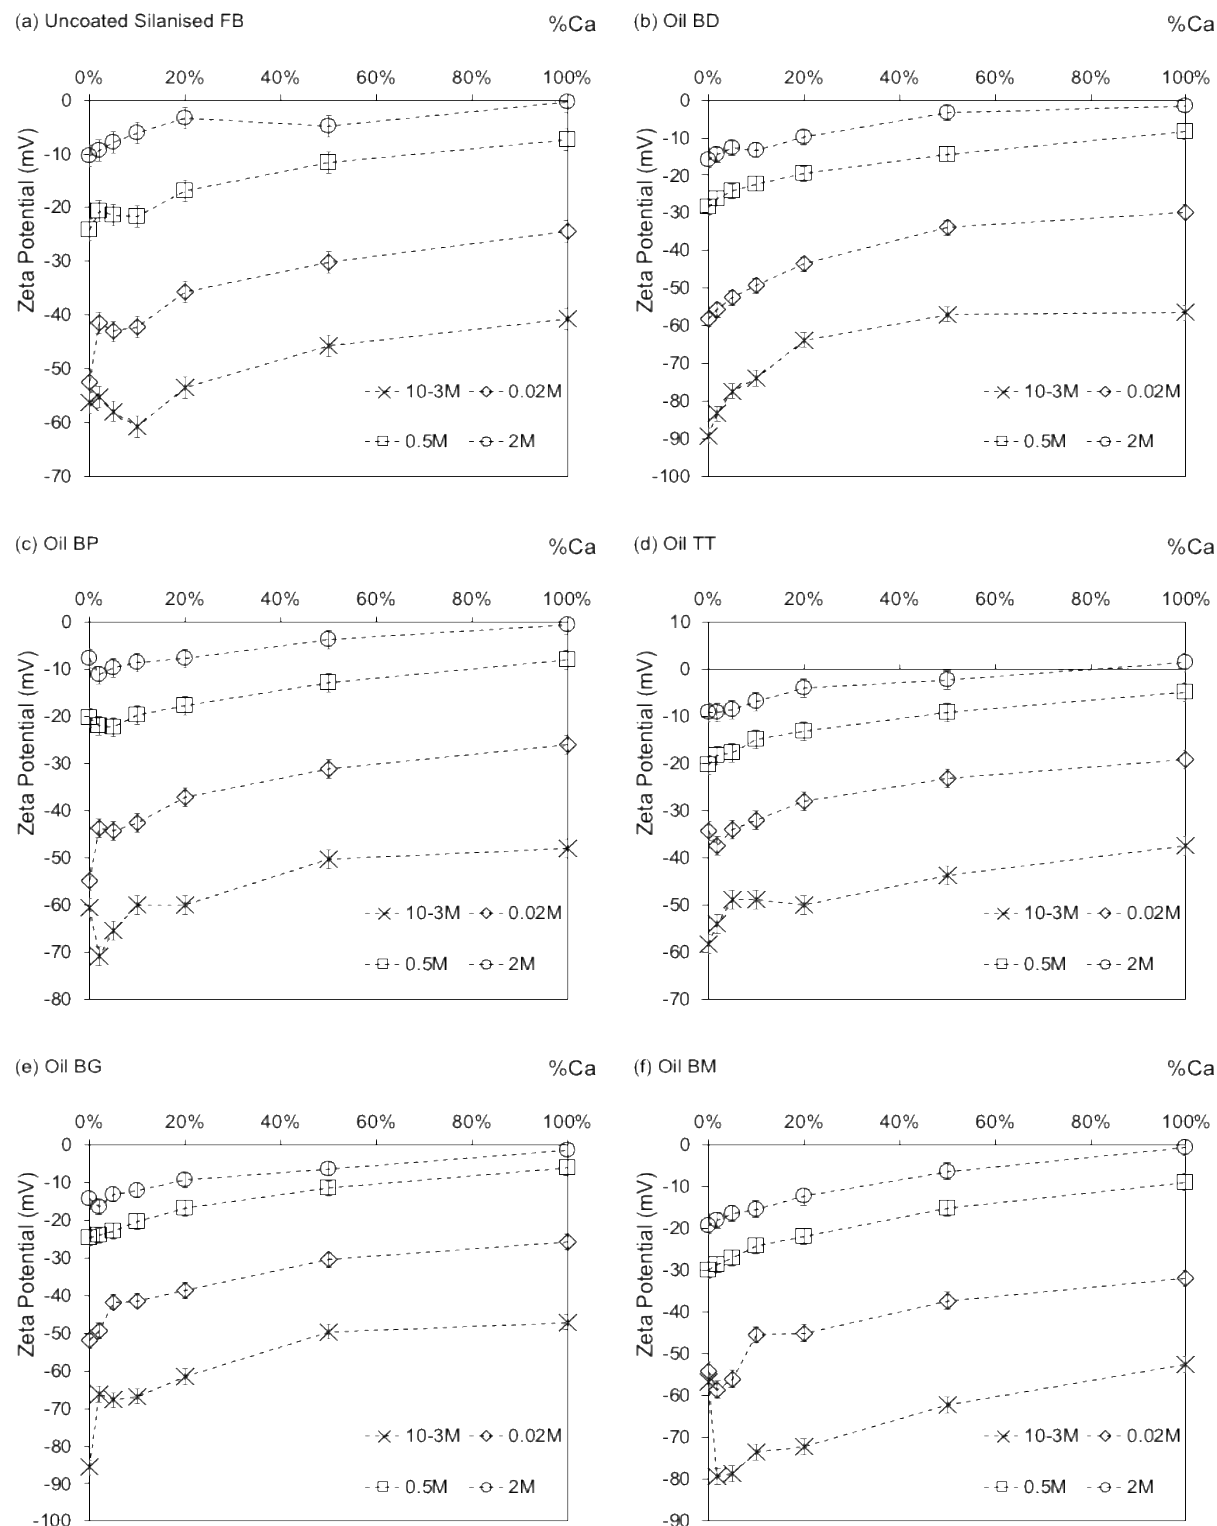 (a) Uncoated Silanised FB
%Ca
0% 20% 40% 60% 80% 100%
0
-10
-20
-30
-40
-50
-60
-70
Zeta Potential (mV)
10-3M 0.02M
0.5M 2M
(b) Oil BD
%Ca
0% 20% 40% 60% 80% 100%
0
-10
-20
-30
-40
-50
-60
-70
-80
-90
-100
Zeta Potential (mV)
10-3M 0.02M
0.5M 2M
(c) Oil BP
%Ca
0% 20% 40% 60% 80% 100%
0
-10
-20
-30
-40
-50
-60
-70
-80
Zeta Potential (mV)
10-3M 0.02M
0.5M 2M
(d) Oil TT
%Ca
0% 20% 40% 60% 80% 100%
10
0
-10
-20
-30
-40
-50
-60
-70
Zeta Potential (mV)
10-3M 0.02M
0.5M 2M
(e) Oil BG
%Ca
0% 20% 40% 60% 80% 100%
0
-10
-20
-30
-40
-50
-60
-70
-80
-90
-100
Zeta Potential (mV)
10-3M 0.02M
0.5M 2M
(f) Oil BM
%Ca
0% 20% 40% 60% 80% 100%
0
-10
-20
-30
-40
-50
-60
-70
-80
-90
Zeta Potential (mV)
10-3M 0.02M
0.5M 2M